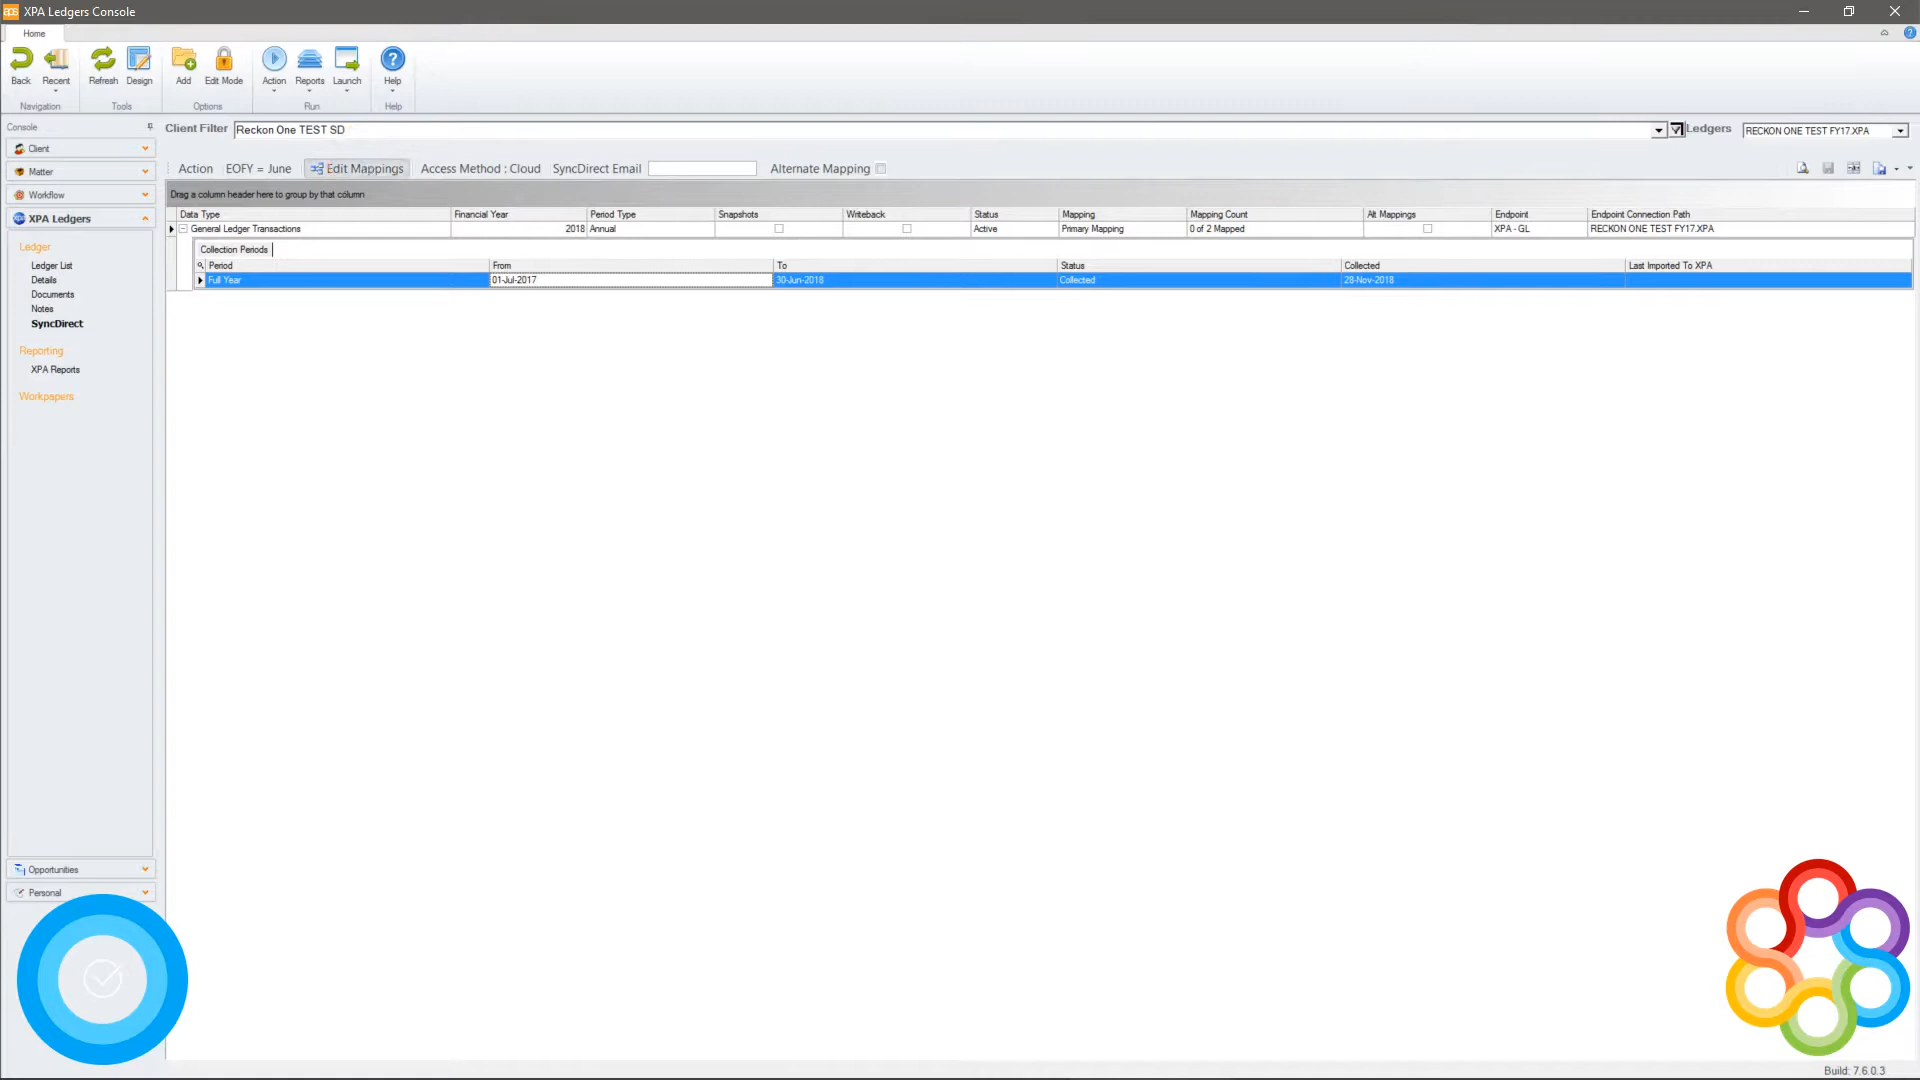 aps XPA Ledgers Console
Home
Back Recent Refresh Design Add Edit Mode Action Reports Launch Help
Navigation Tools Options Run Help
Console
Client Filter Reckon One TEST SD Ledgers RECKON ONE TEST FY17.XPA
Client
Matter
Workflow
XPA Ledgers
Ledger
Ledger List
Details
Documents
Notes
SyncDirect
Reporting
XPA Reports
Workpapers
Opportunities
Personal
Action EOFY = June Edit Mappings Access Method : Cloud SyncDirect Email Alternate Mapping
Drag a column header here to group by that column
Data Type Financial Year Period Type Snapshots Writeback Status Mapping Mapping Count Alt Mappings Endpoint Endpoint Connection Path
General Ledger Transactions 2018 Annual Active Primary Mapping 0 of 2 Mapped XPA - GL RECKON ONE TEST FY17.XPA
Collection Periods
Period From To Status Collected Last Imported To XPA
Full Year 01-Jul-2017 30-Jun-2018 Collected 28-Nov-2018
Build: 7.6.0.3